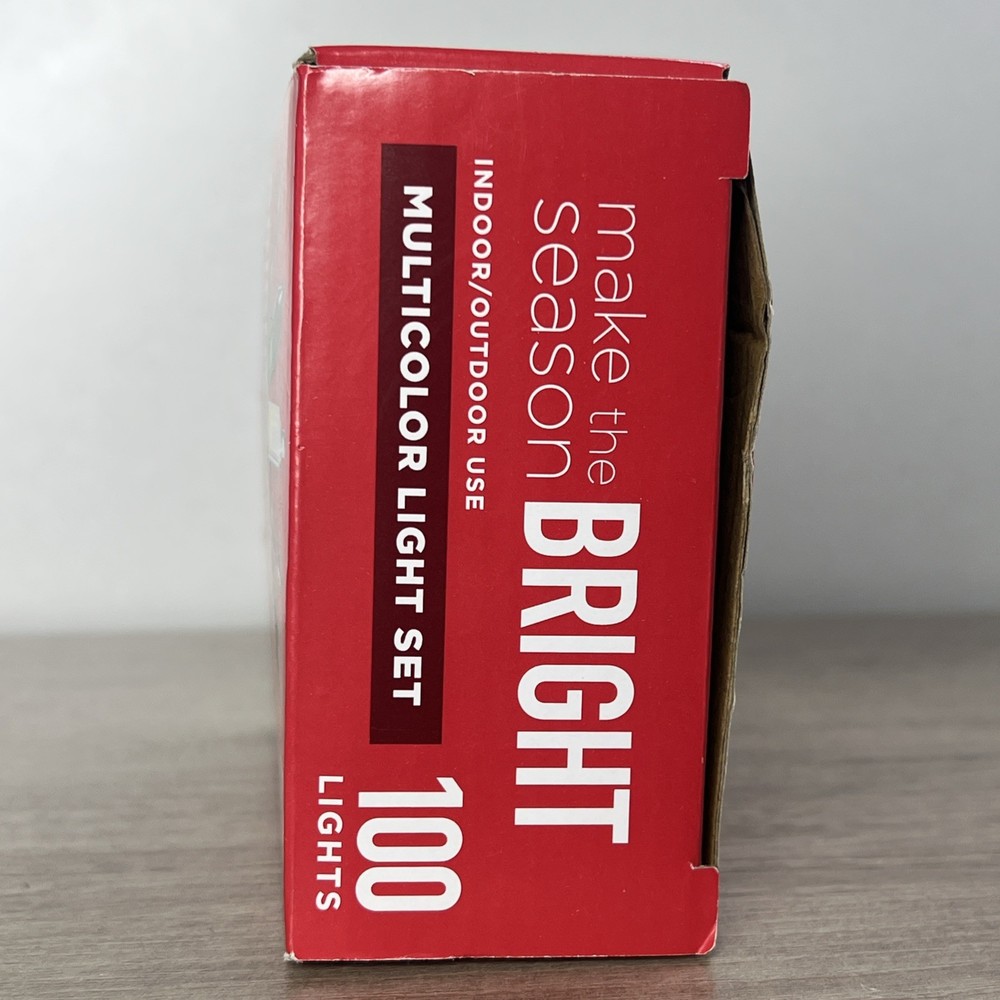 make the
season BRIGHT
INDOOR/OUTDOOR USE
MULTICOLOR LIGHT SET
100
LIGHTS